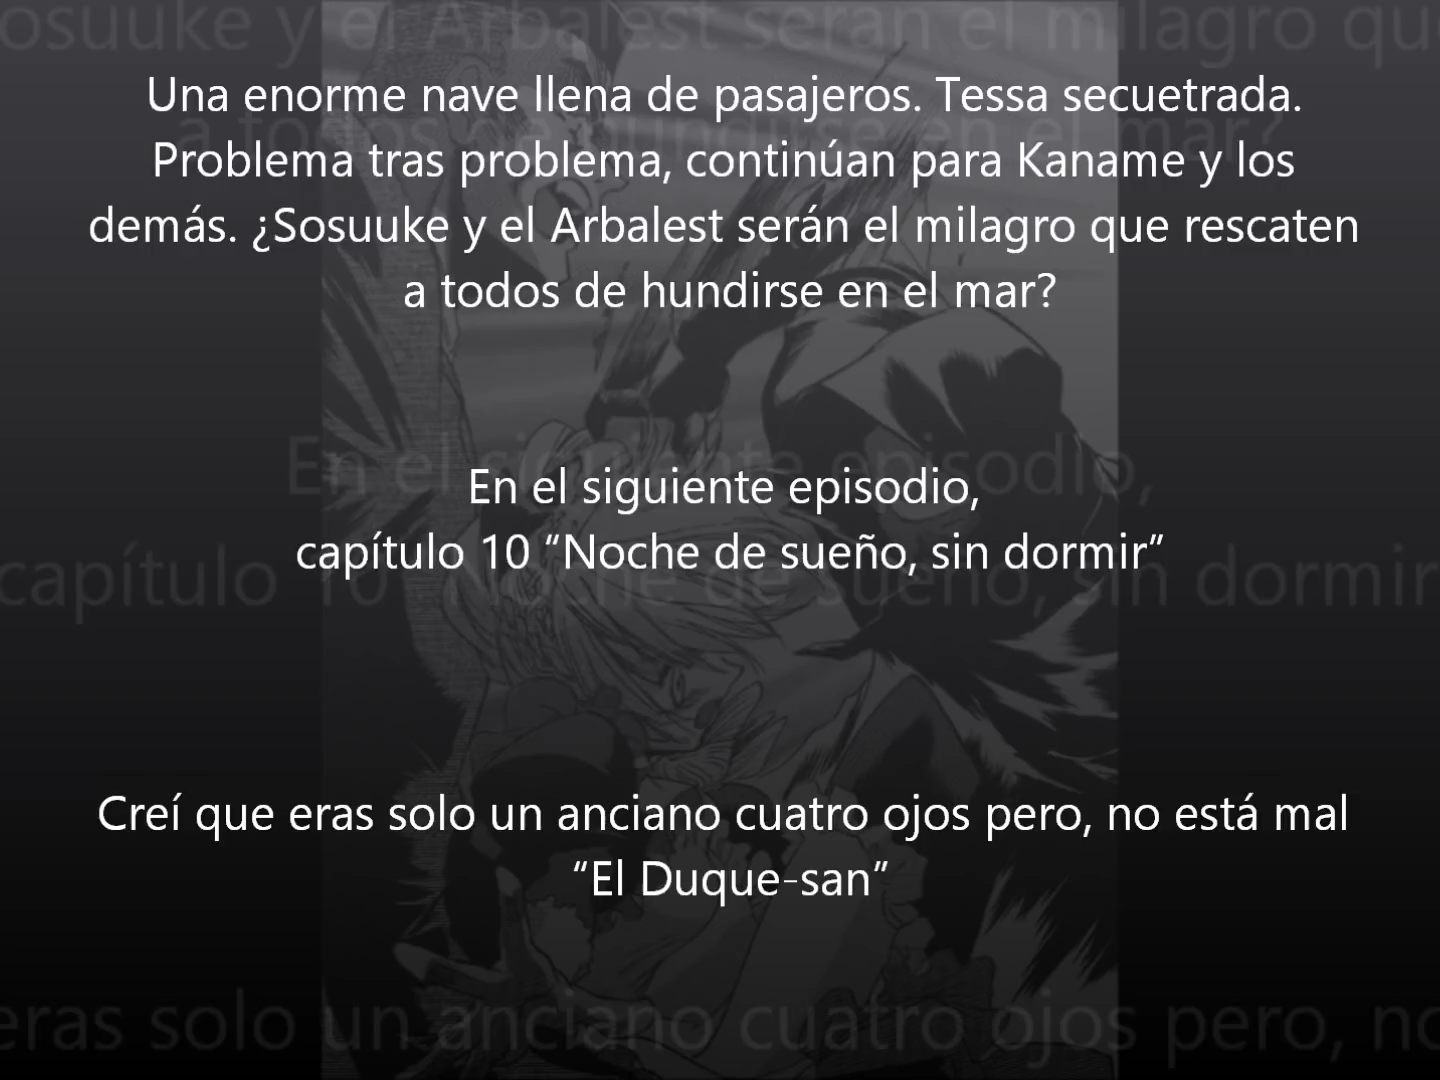 Una enorme nave llena de pasajeros. Tessa secuetrada.
Problema tras problema, continúan para Kaname y los
demás. ¿Sosuuke y el Arbalest serán el milagro que rescaten
a todos de hundirse en el mar?
En el siguiente episodio,
capítulo 10 “Noche de sueño, sin dormir”
Creí que eras solo un anciano cuatro ojos pero, no está mal
“El Duque-san”